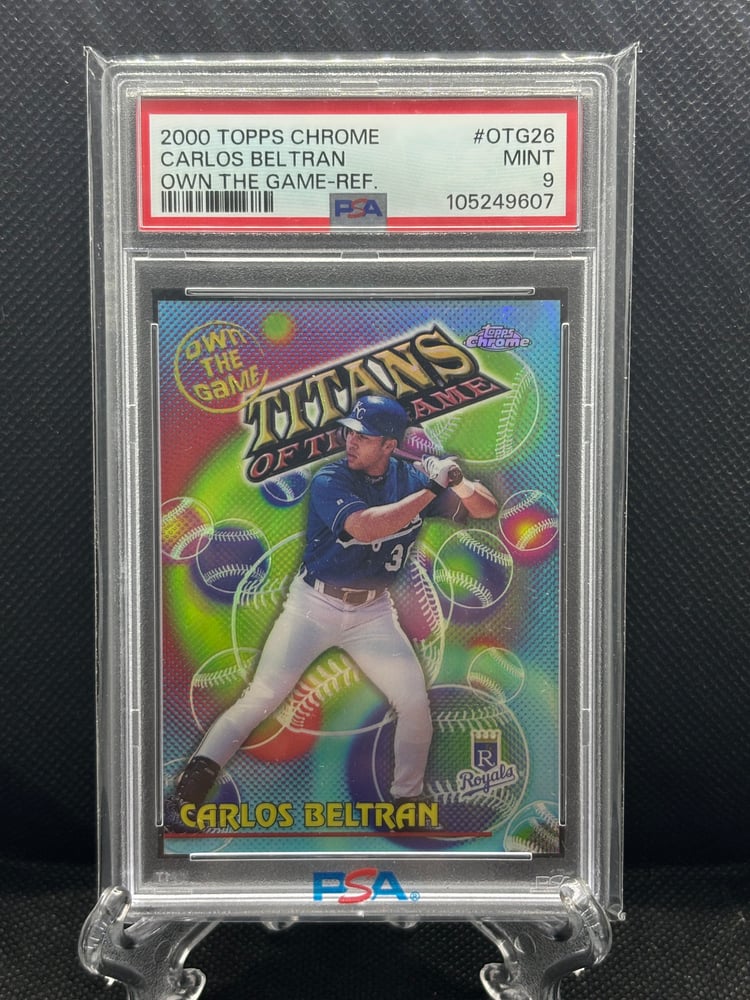 2000 TOPPS CHROME #OTG26
CARLOS BELTRAN MINT
OWN THE GAME-REF. 9
PSA 105249607
OWN
THE
GAME
Topps
Chrome
TITANS
OF THE GAME
KC
3
R
Royals
CARLOS BELTRAN
PSA®